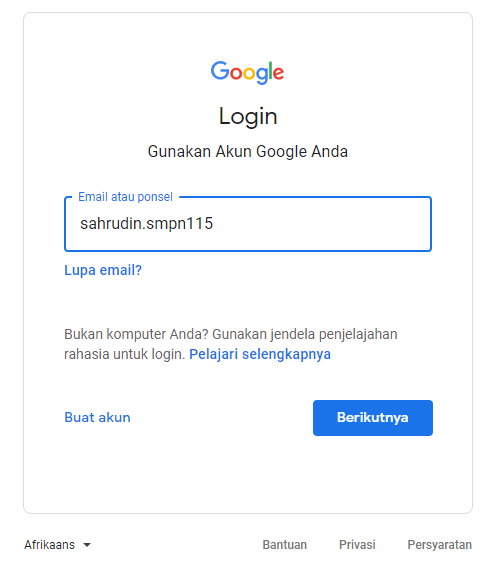 Google
Login
Gunakan Akun Google Anda
Email atau ponsel
sahrudin.smpn115
Lupa email?
Bukan komputer Anda? Gunakan jendela penjelajahan
rahasia untuk login. Pelajari selengkapnya
Buat akun
Berikutnya
Afrikaans
Bantuan
Privasi
Persyaratan